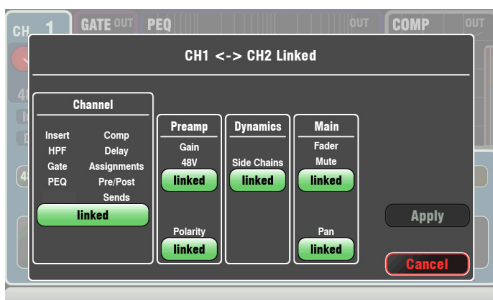 CH 1 GATE OUT PEQ OUT COMP OUT
CH1 <-> CH2 Linked
Channel
Insert Comp
HPF Delay
Gate Assignments
PEQ Pre/Post
Sends
linked
Preamp
Gain
48V
linked
Polarity
linked
Dynamics
Side Chains
linked
Main
Fader
Mute
linked
Pan
linked
Apply
Cancel